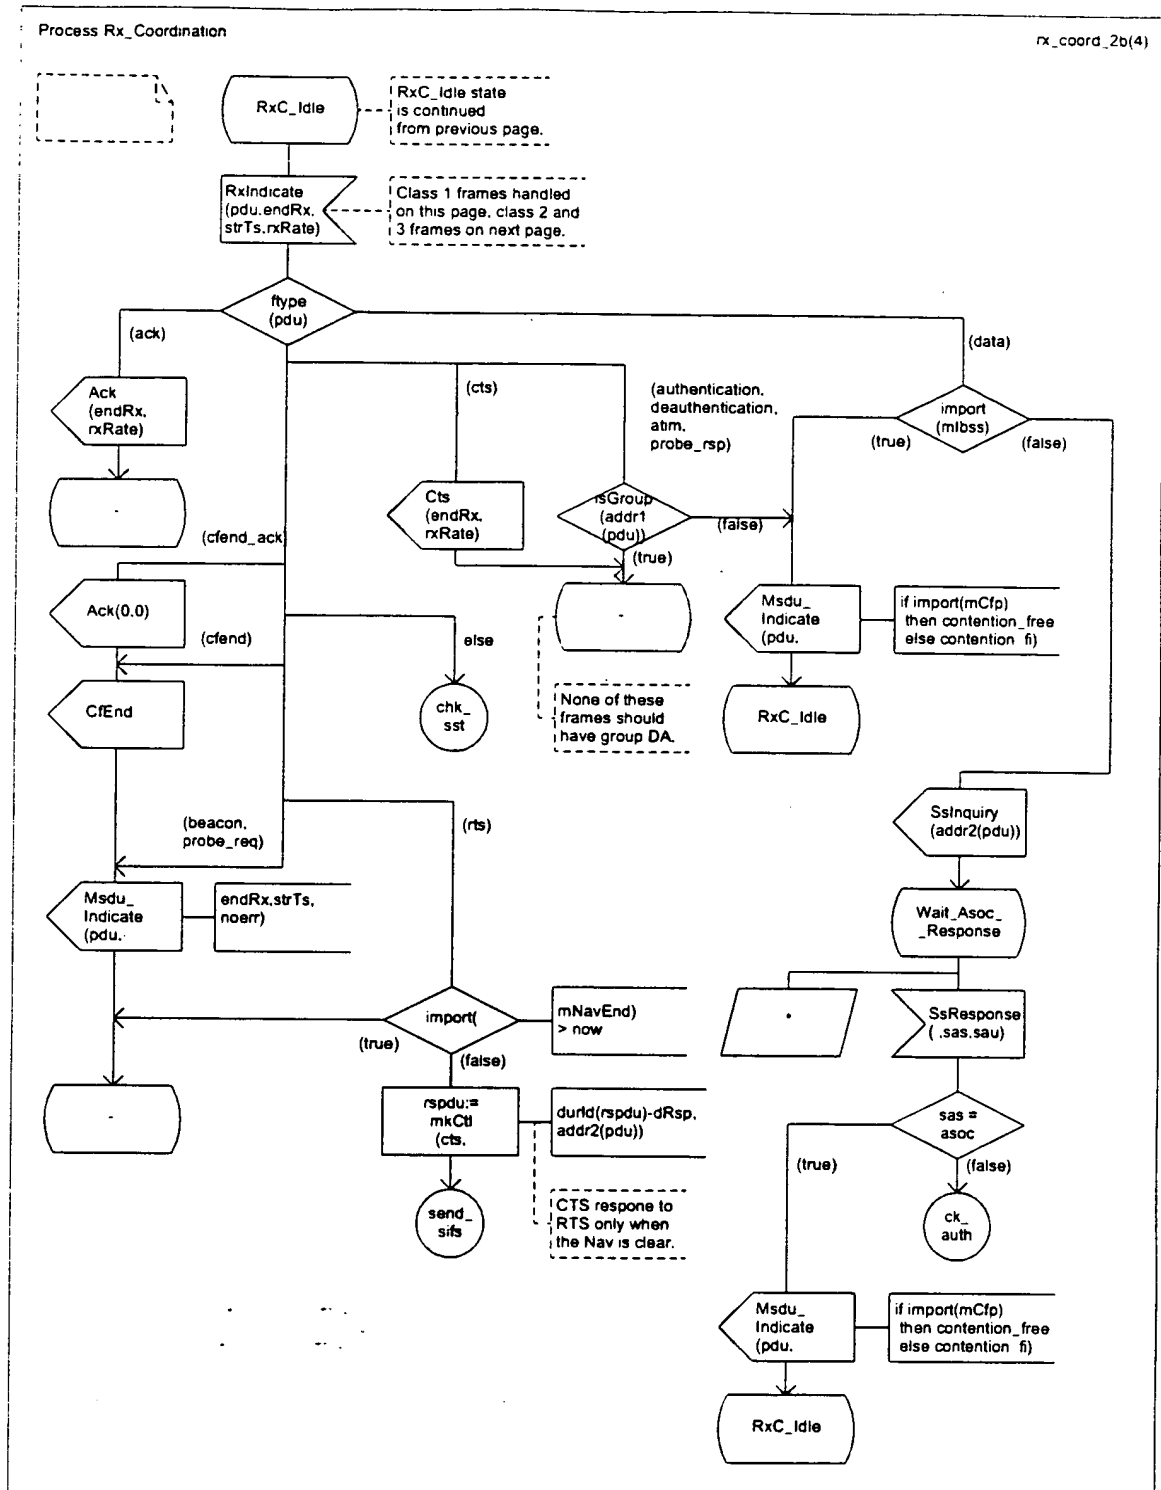 Process Rx_Coordination
rx_coord_2b(4)
RxC_Idle
RxC_Idle state
is continued
from previous page.
RxIndicate
(pdu,endRx,
strTs,rxRate)
Class 1 frames handled
on this page, class 2 and
3 frames on next page.
ftype
(pdu)
(ack)
(data)
Ack
(endRx,
rxRate)
(cts)
(authentication,
deauthentication,
atim,
probe_rsp)
import
(mIbss)
(true)
(false)
-
Cts
(endRx,
rxRate)
isGroup
(addr1
(pdu))
(false)
(true)
(cfend_ack)
Ack(0,0)
(cfend)
else
-
Msdu_
Indicate
(pdu,
if import(mCfp)
then contention_free
else contention fi)
CfEnd
chk_
sst
None of these
frames should
have group DA.
RxC_Idle
(beacon,
probe_req)
(rts)
SsInquiry
(addr2(pdu))
Msdu_
Indicate
(pdu,
endRx,strTs,
noerr)
Wait_Asoc_
_Response
import(
mNavEnd)
> now
(true)
(false)
*
SsResponse
( ,sas,sau)
-
rspdu:=
mkCtl
(cts,
durId(rspdu)-dRsp,
addr2(pdu))
sas =
asoc
(true)
(false)
send_
sifs
CTS respone to
RTS only when
the Nav is clear.
ck_
auth
Msdu_
Indicate
(pdu,
if import(mCfp)
then contention_free
else contention fi)
RxC_Idle